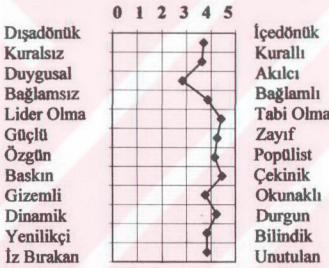 0 1 2 3 4 5
Dışadönük İçedönük
Kuralsız Kurallı
Duygusal Akılcı
Bağlamsız Bağlamlı
Lider Olma Tabi Olma
Güçlü Zayıf
Özgün Popülist
Baskın Çekinik
Gizemli Okunaklı
Dinamik Durgun
Yenilikçi Bilindik
İz Bırakan Unutulan